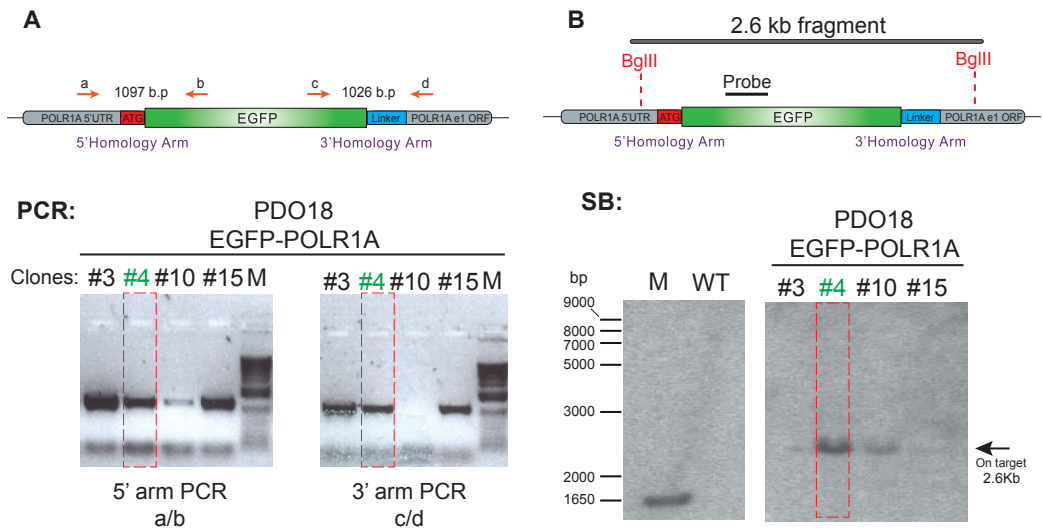 A
a
1097 b.p
b
c
1026 b.p
d
POLR1A 5'UTR
ATG
EGFP
Linker
POLR1A e1 ORF
5'Homology Arm
3'Homology Arm
PCR:
PDO18
EGFP-POLR1A
Clones: #3 #4 #10 #15 M
#3 #4 #10 #15 M
5' arm PCR
a/b
3' arm PCR
c/d
B
2.6 kb fragment
BglII
BglII
Probe
POLR1A 5'UTR
ATG
EGFP
Linker
POLR1A e1 ORF
5'Homology Arm
3'Homology Arm
SB:
PDO18
EGFP-POLR1A
bp
M WT
#3 #4 #10 #15
9000
8000
7000
5000
3000
2000
1650
On target
2.6Kb